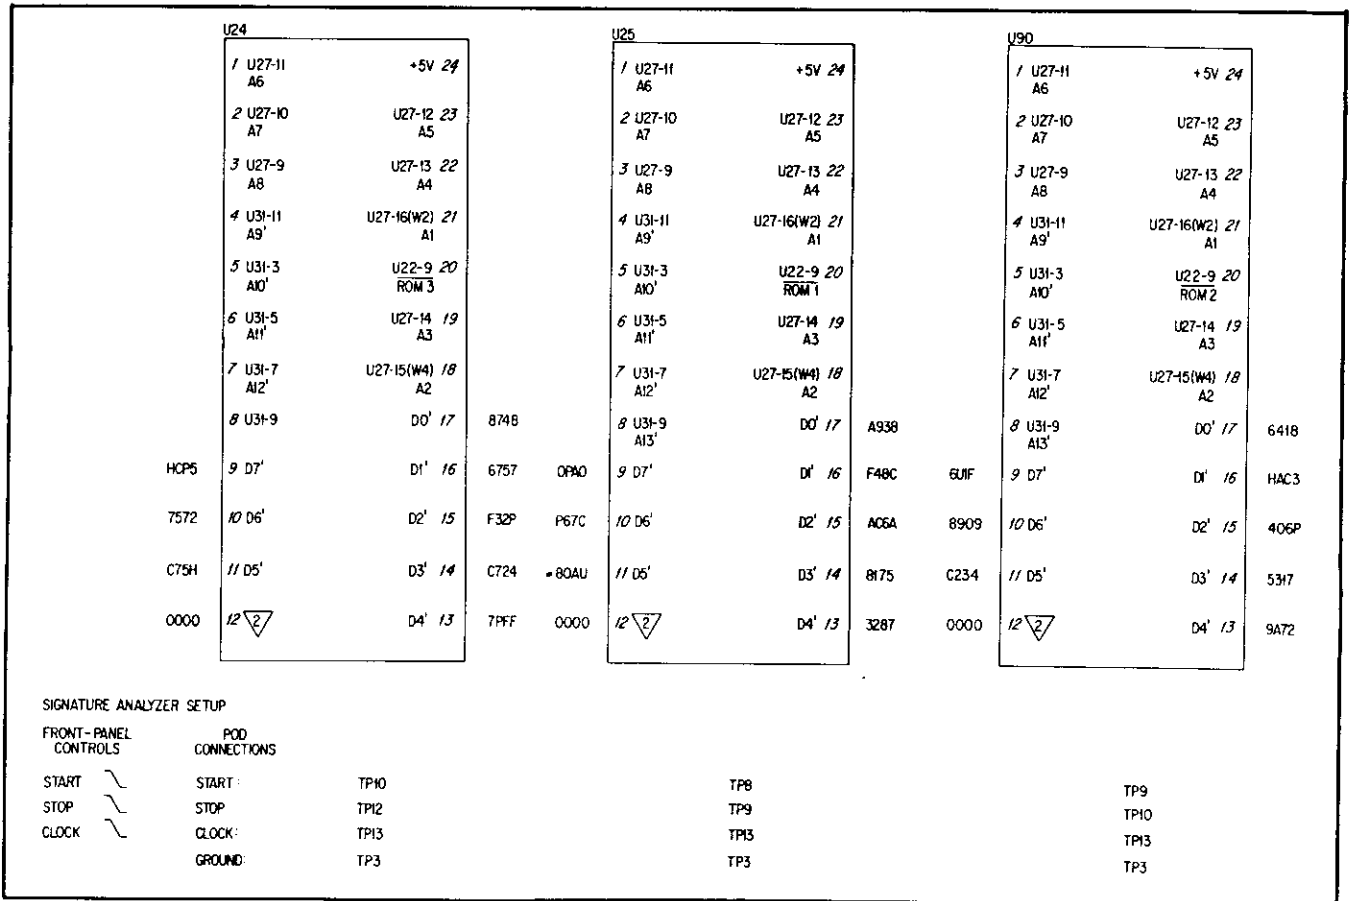 U24
1 U27-11 +5V 24
A6
2 U27-10 U27-12 23
A7 A5
3 U27-9 U27-13 22
A8 A4
4 U31-11 U27-16(W2) 21
A9' A1
5 U31-3 U22-9 20
A10' ROM 3
6 U31-5 U27-14 19
A11' A3
7 U31-7 U27-15(W4) 18
A12' A2
8 U31-9 D0' 17 8748
HCP5 9 D7' D1' 16 6757
7572 10 D6' D2' 15 F32P
C75H 11 D5' D3' 14 C724
0000 12 2 D4' 13 7PFF
U25
1 U27-11 +5V 24
A6
2 U27-10 U27-12 23
A7 A5
3 U27-9 U27-13 22
A8 A4
4 U31-11 U27-16(W2) 21
A9' A1
5 U31-3 U22-9 20
A10' ROM 1
6 U31-5 U27-14 19
A11' A3
7 U31-7 U27-15(W4) 18
A12' A2
8 U31-9 D0' 17 A938
A13'
0PA0 9 D7' D1' 16 F48C
P67C 10 D6' D2' 15 AC6A
80AU 11 D5' D3' 14 8175
0000 12 2 D4' 13 3287
U90
1 U27-11 +5V 24
A6
2 U27-10 U27-12 23
A7 A5
3 U27-9 U27-13 22
A8 A4
4 U31-11 U27-16(W2) 21
A9' A1
5 U31-3 U22-9 20
A10' ROM 2
6 U31-5 U27-14 19
A11' A3
7 U31-7 U27-15(W4) 18
A12' A2
8 U31-9 D0' 17 6418
A13'
6U1F 9 D7' D1' 16 HAC3
8909 10 D6' D2' 15 406P
C234 11 D5' D3' 14 5317
0000 12 2 D4' 13 9A72
SIGNATURE ANALYZER SETUP
FRONT-PANEL POD
CONTROLS CONNECTIONS
START START: TP10 TP8 TP9
STOP STOP TP12 TP9 TP10
CLOCK CLOCK: TP13 TP13 TP13
GROUND: TP3 TP3 TP3